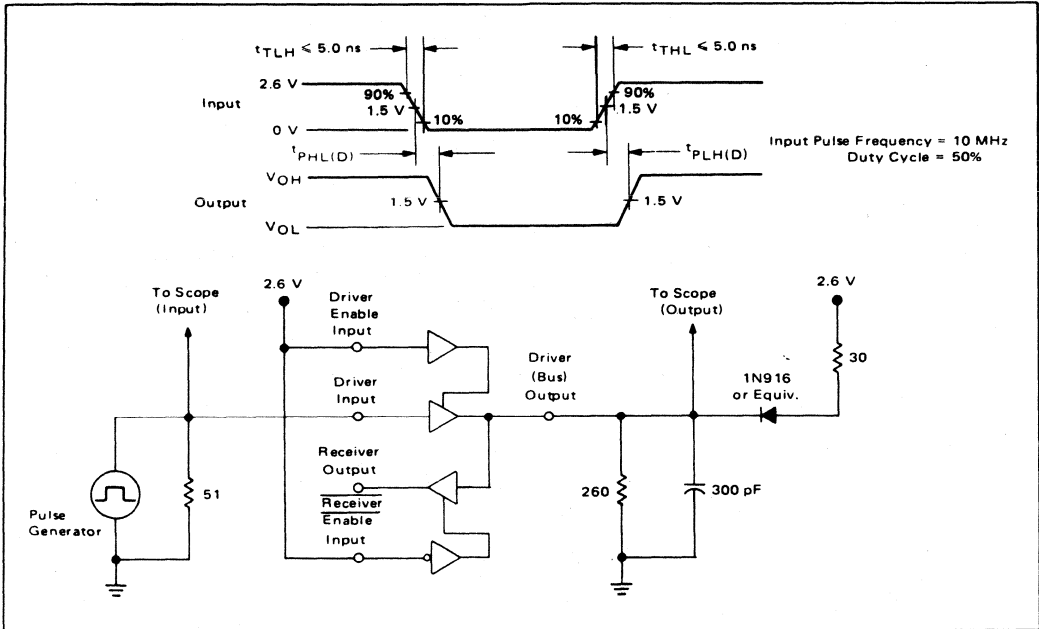 tTLH ≤ 5.0 ns
tTHL ≤ 5.0 ns
2.6 V
90%
90%
Input
1.5 V
1.5 V
10%
10%
0 V
Input Pulse Frequency = 10 MHz
Duty Cycle = 50%
tPHL(D)
tPLH(D)
VOH
Output
1.5 V
1.5 V
VOL
2.6 V
2.6 V
To Scope
(Input)
Driver
Enable
Input
To Scope
(Output)
30
Driver
(Bus)
Output
1N916
or Equiv.
Driver
Input
Receiver
Output
51
260
300 pF
Receiver
Enable
Input
Pulse
Generator